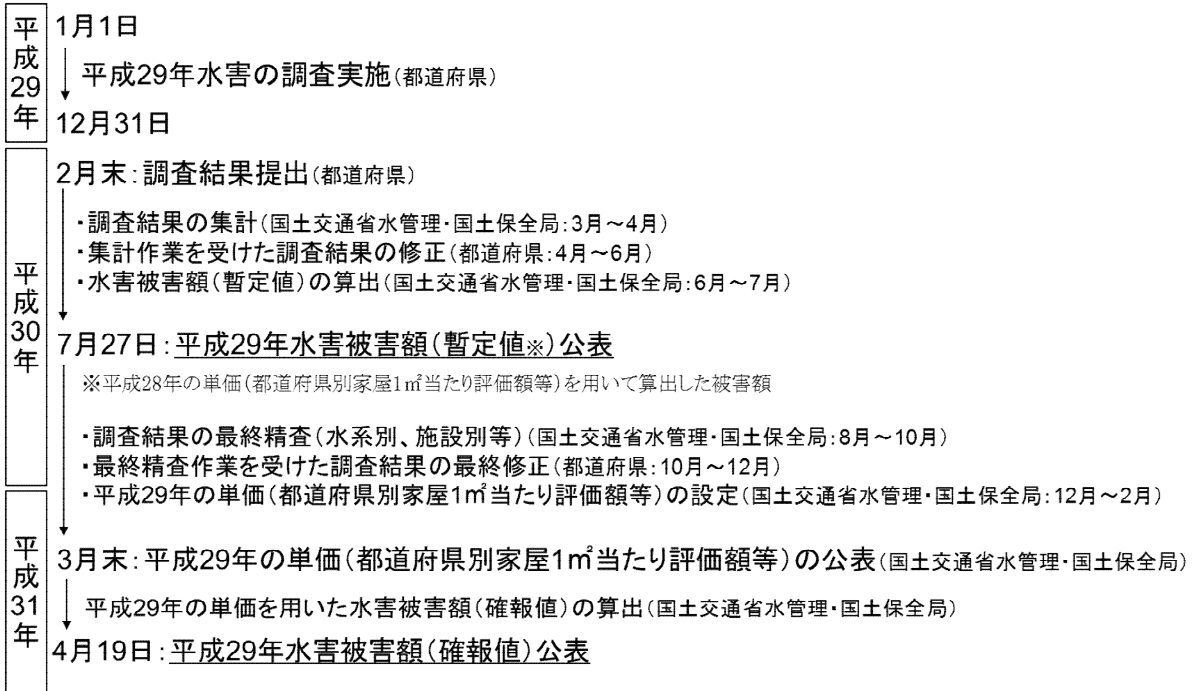 平成29年
1月1日
平成29年水害の調査実施(都道府県)
12月31日
平成30年
2月末:調査結果提出(都道府県)
・調査結果の集計(国土交通省水管理・国土保全局:3月～4月)
・集計作業を受けた調査結果の修正(都道府県:4月～6月)
・水害被害額(暫定値)の算出(国土交通省水管理・国土保全局:6月～7月)
7月27日:平成29年水害被害額(暫定値※)公表
※平成28年の単価(都道府県別家屋1㎡当たり評価額等)を用いて算出した被害額
・調査結果の最終精査(水系別、施設別等)(国土交通省水管理・国土保全局:8月～10月)
・最終精査作業を受けた調査結果の最終修正(都道府県:10月～12月)
・平成29年の単価(都道府県別家屋1㎡当たり評価額等)の設定(国土交通省水管理・国土保全局:12月～2月)
平成31年
3月末:平成29年の単価(都道府県別家屋1㎡当たり評価額等)の公表(国土交通省水管理・国土保全局)
平成29年の単価を用いた水害被害額(確報値)の算出(国土交通省水管理・国土保全局)
4月19日:平成29年水害被害額(確報値)公表